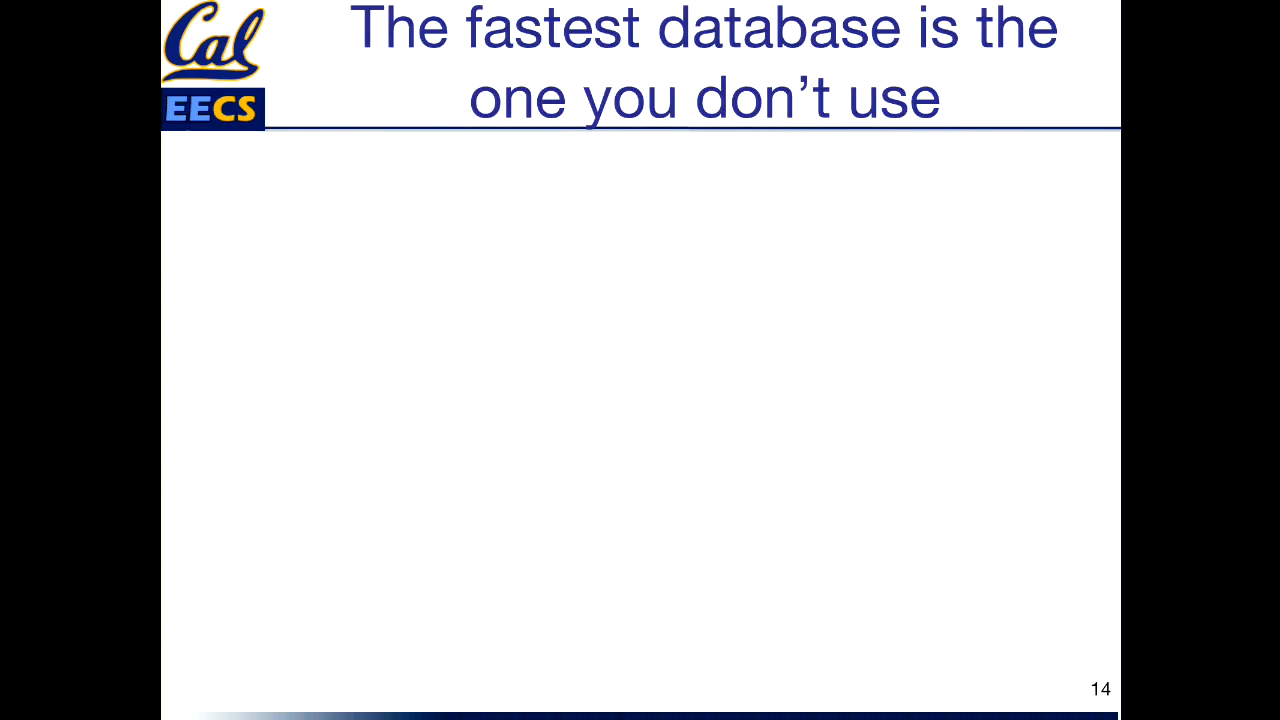 Cal
EECS
The fastest database is the
one you don’t use
14